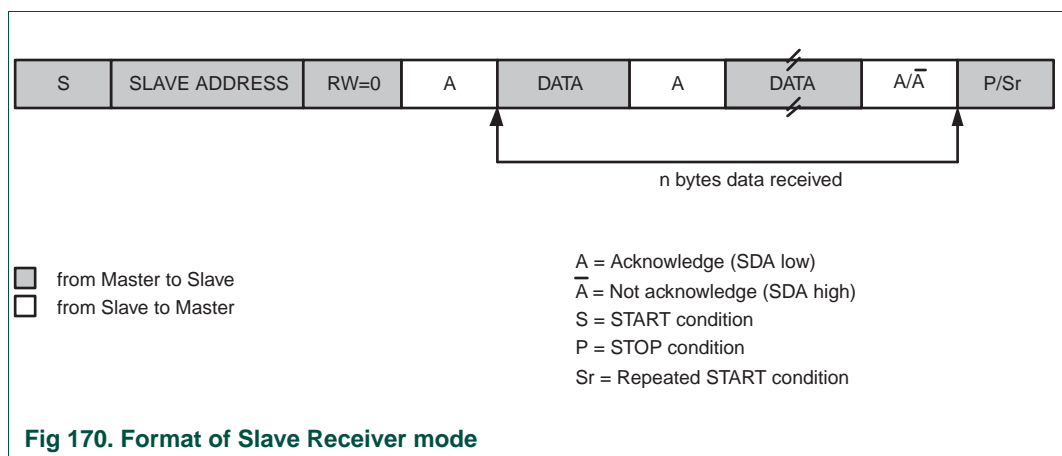 S SLAVE ADDRESS RW=0 A DATA A DATA A/A̅ P/Sr
n bytes data received
from Master to Slave
from Slave to Master
A = Acknowledge (SDA low)
A̅ = Not acknowledge (SDA high)
S = START condition
P = STOP condition
Sr = Repeated START condition
Fig 170. Format of Slave Receiver mode